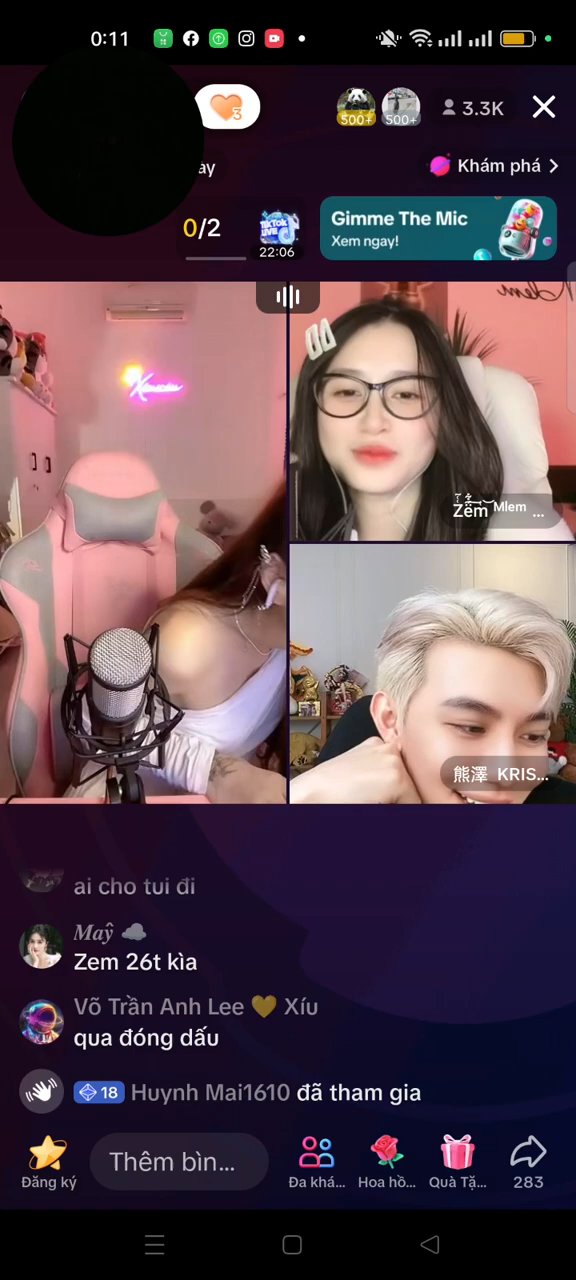 0:11
3
500+
500+
3.3K
ay
Khám phá
0/2
TikTok
LIVE
22:06
Gimme The Mic
Xem ngay!
Mlem ...
熊澤 KRIS...
ai cho tui đi
Maŷ
Zem 26t kìa
Võ Trần Anh Lee 💛 Xíu
qua đóng dấu
18 Huynh Mai1610 đã tham gia
Đăng ký
Thêm bìn...
Đa khá...
Hoa hồ...
Quà Tặ...
283